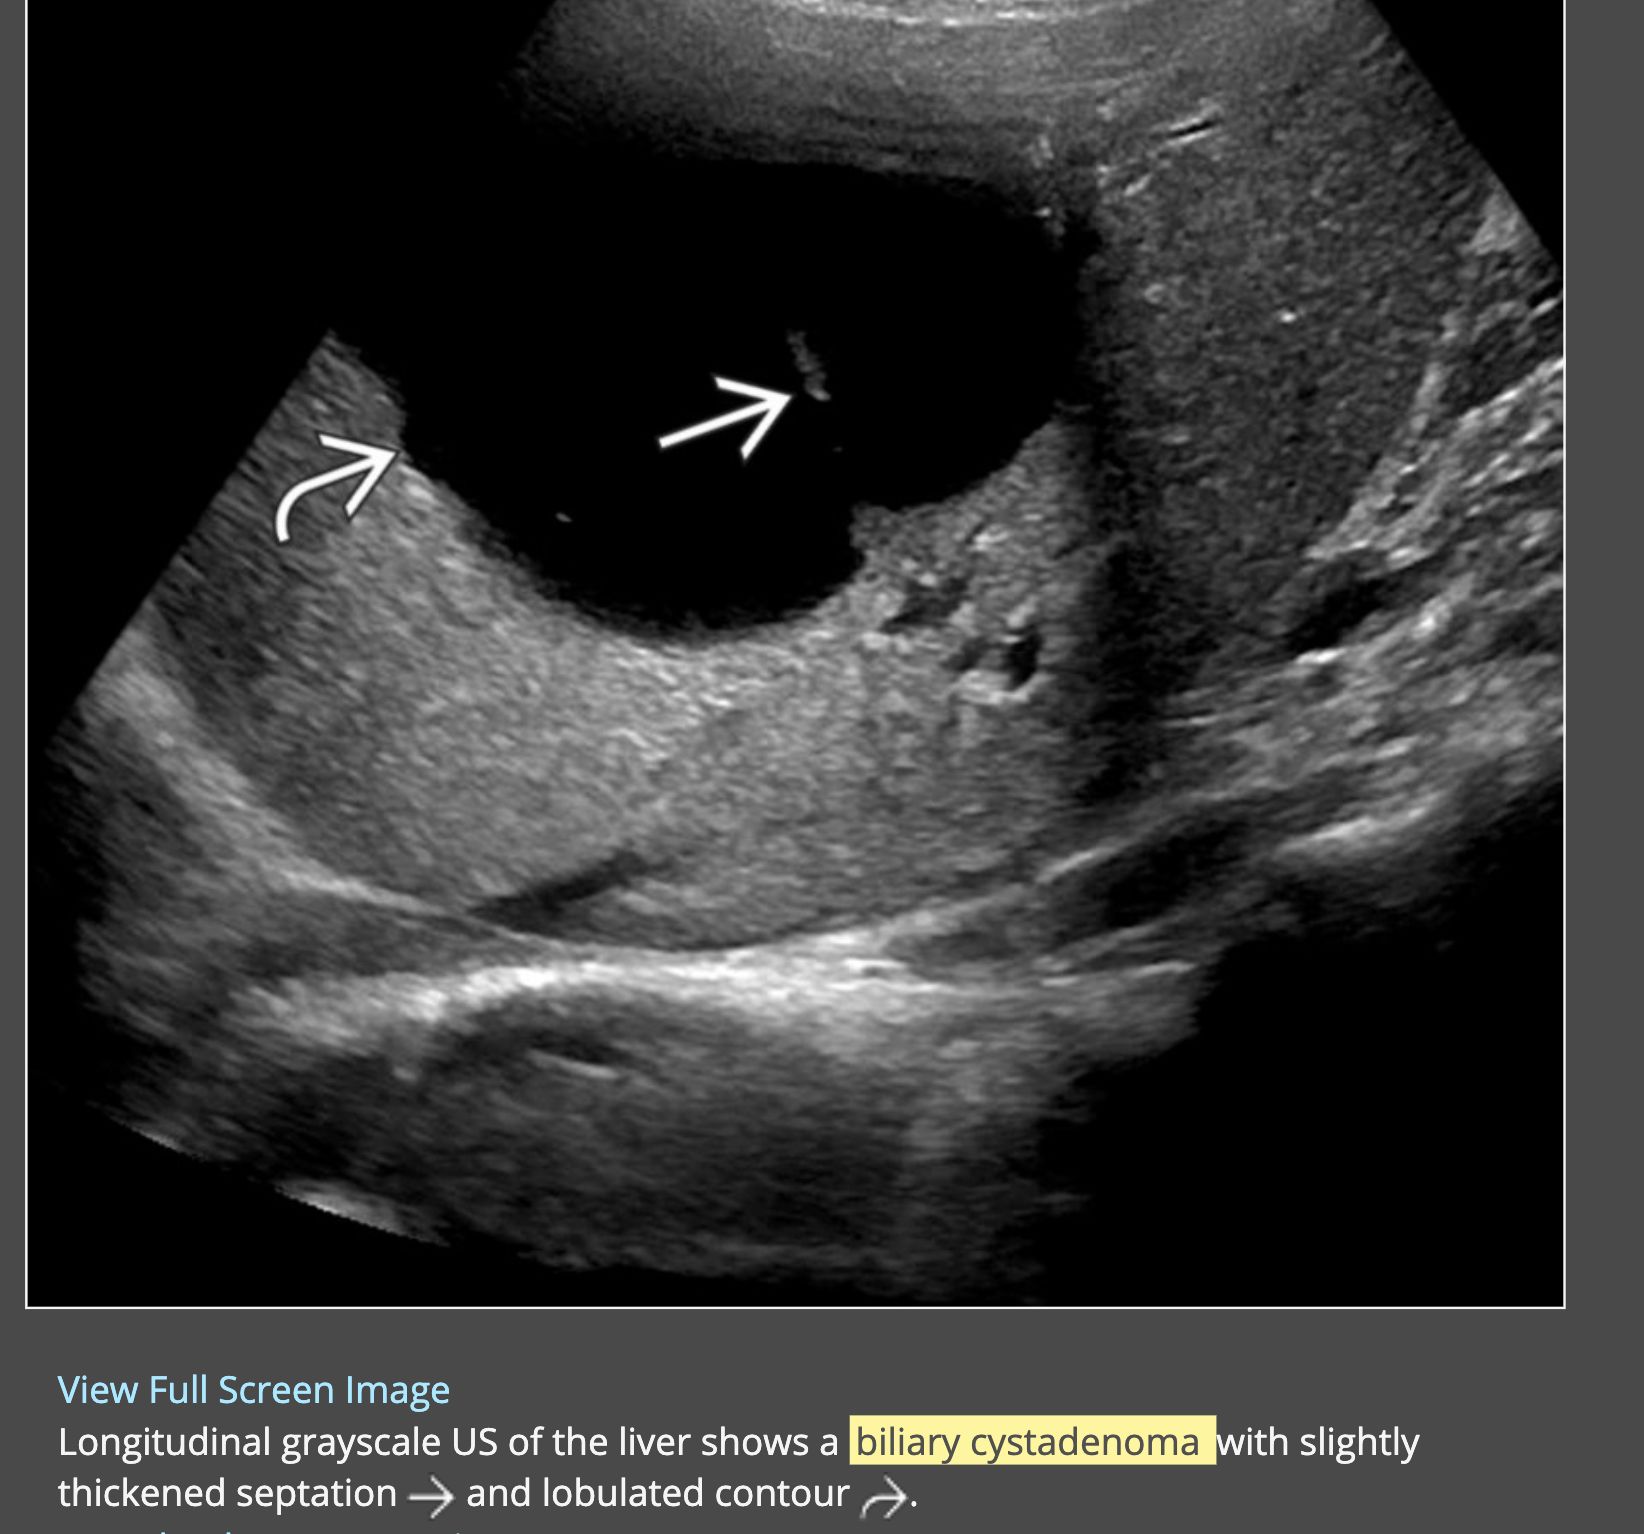 View Full Screen Image
Longitudinal grayscale US of the liver shows a biliary cystadenoma with slightly
thickened septation → and lobulated contour ↷.